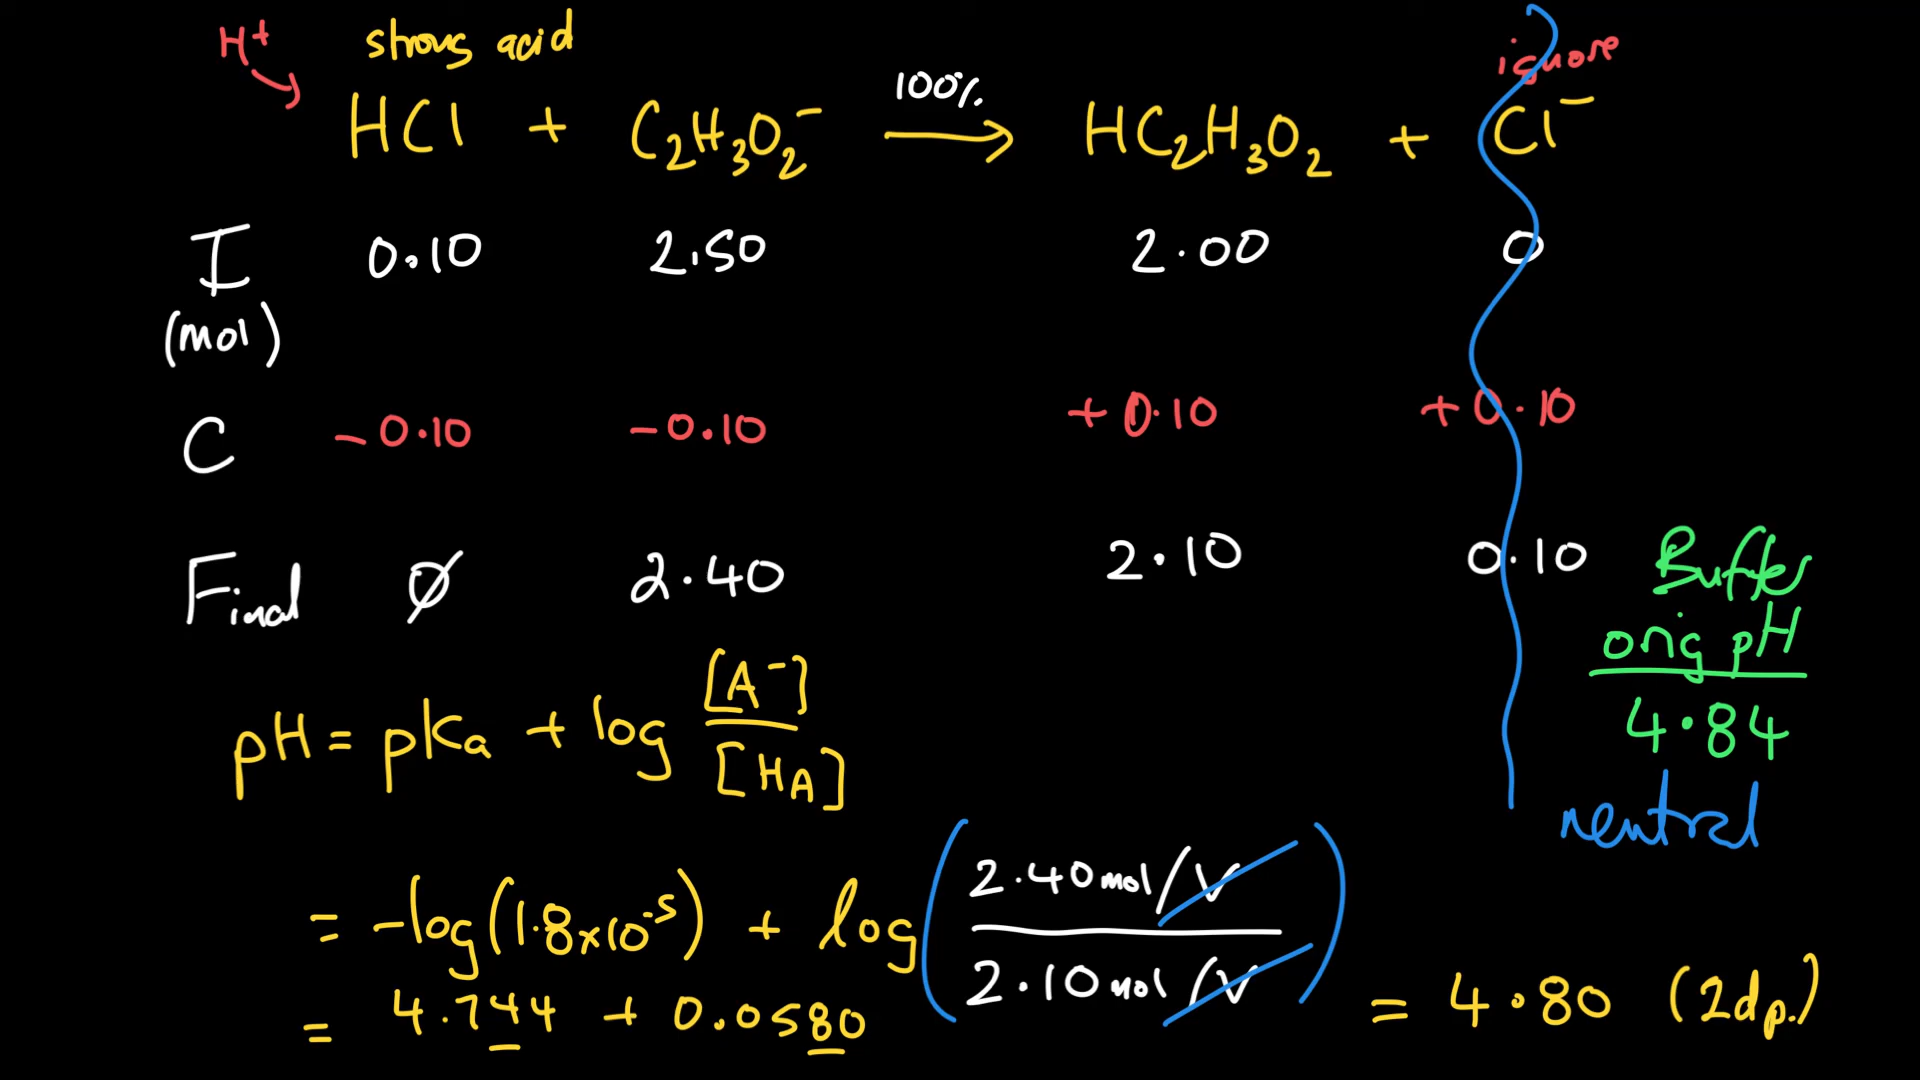 H⁺ strong acid ignore
HCl + C₂H₃O₂⁻ 100% → HC₂H₃O₂ + Cl⁻
I 0.10 2.50 2.00 0
(mol)
C -0.10 -0.10 +0.10 +0.10
Final Ø 2.40 2.10 0.10
Buffer
orig pH
4.84
neutral
pH = pKa + log [A⁻]/[HA]
= -log(1.8x10⁻⁵) + log (2.40mol/V / 2.10mol/V)
= 4.744 + 0.0580 = 4.80 (2dp.)